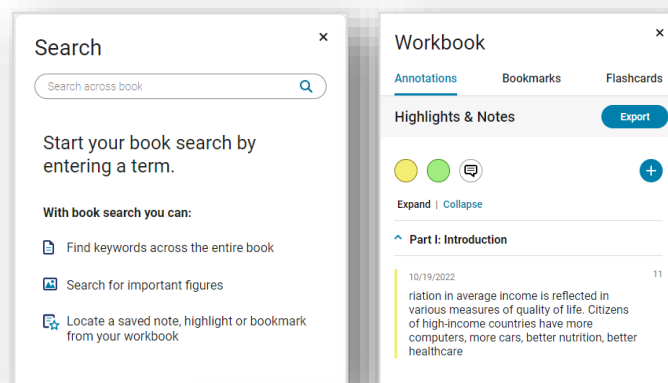 Search
Search across book
Start your book search by
entering a term.
With book search you can:
Find keywords across the entire book
Search for important figures
Locate a saved note, highlight or bookmark
from your workbook
Workbook
Annotations Bookmarks Flashcards
Highlights & Notes Export
Expand | Collapse
Part I: Introduction
10/19/2022 11
riation in average income is reflected in
various measures of quality of life. Citizens
of high-income countries have more
computers, more cars, better nutrition, better
healthcare